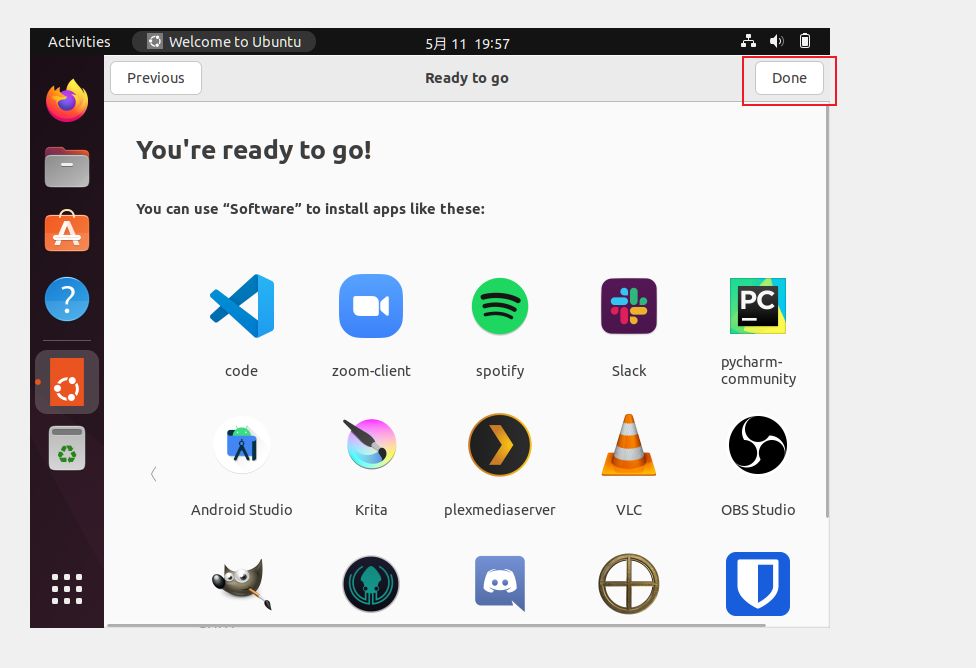 Activities
Welcome to Ubuntu
5月 11 19:57
Previous
Ready to go
Done
You're ready to go!
You can use “Software” to install apps like these:
PC
code
zoom-client
spotify
Slack
pycharm-
community
Android Studio
Krita
plexmediaserver
VLC
OBS Studio